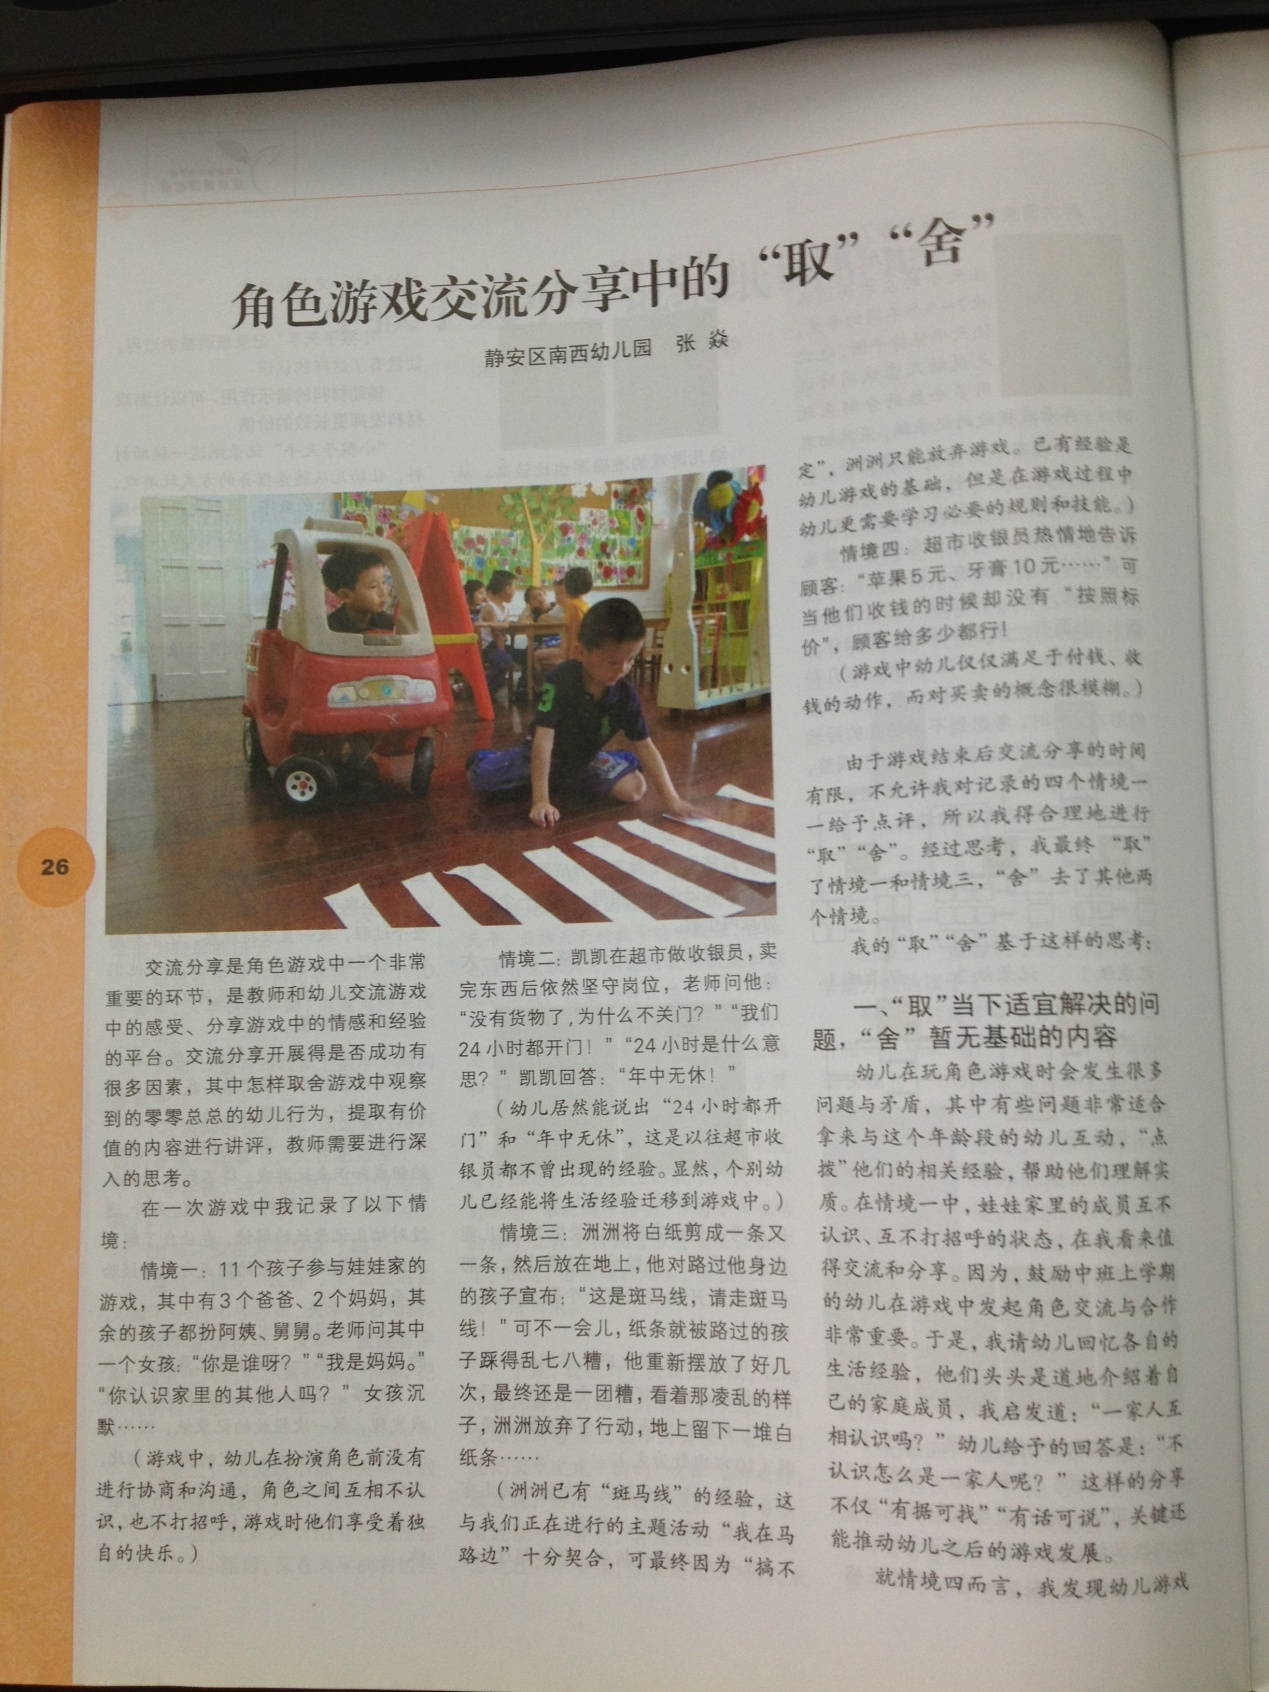 角色游戏交流分享中的“取”“舍”
静安区南西幼儿园 张 焱
交流分享是角色游戏中一个非常
重要的环节，是教师和幼儿交流游戏
中的感受、分享游戏中的情感和经验
的平台。交流分享开展得是否成功有
很多因素，其中怎样取舍游戏中观察
到的零零总总的幼儿行为，提取有价
值的内容进行讲评，教师需要进行深
入的思考。
在一次游戏中我记录了以下情
境：
情境一：11个孩子参与娃娃家的
游戏，其中有3个爸爸、2个妈妈，其
余的孩子都扮阿姨、舅舅。老师问其中
一个女孩：“你是谁呀？”“我是妈妈。”
“你认识家里的其他人吗？” 女孩沉
默……
（游戏中，幼儿在扮演角色前没有
进行协商和沟通，角色之间互相不认
识，也不打招呼，游戏时他们享受着独
自的快乐。）
26
情境二：凯凯在超市做收银员，卖
完东西后依然坚守岗位，老师问他：
“没有货物了，为什么不关门？”“我们
24小时都开门！”“24小时是什么意
思？”凯凯回答：“年中无休！”
（幼儿居然能说出“24小时都开
门”和“年中无休”，这是以往超市收
银员都不曾出现的经验。显然，个别幼
儿已经能将生活经验迁移到游戏中。）
情境三：洲洲将白纸剪成一条又
一条，然后放在地上，他对路过他身边
的孩子宣布：“这是斑马线，请走斑马
线！”可不一会儿，纸条就被路过的孩
子踩得乱七八糟，他重新摆放了好几
次，最终还是一团糟，看着那凌乱的样
子，洲洲放弃了行动，地上留下一堆白
纸条……
（洲洲已有“斑马线”的经验，这
与我们正在进行的主题活动“我在马
路边”十分契合，可最终因为“搞不
定”，洲洲只能放弃游戏。已有经验是
幼儿游戏的基础，但是在游戏过程中
幼儿更需要学习必要的规则和技能。）
情境四：超市收银员热情地告诉
顾客：“苹果5元、牙膏10元……”可
当他们收钱的时候却没有“按照标
价”，顾客给多少都行！
（游戏中幼儿仅仅满足于付钱、收
钱的动作，而对买卖的概念很模糊。）
由于游戏结束后交流分享的时间
有限，不允许我对记录的四个情境一
一给予点评，所以我得合理地进行
“取”“舍”。经过思考，我最终 “取”
了情境一和情境三，“舍”去了其他两
个情境。
我的“取”“舍”基于这样的思考：
一、“取”当下适宜解决的问
题，“舍”暂无基础的内容
幼儿在玩角色游戏时会发生很多
问题与矛盾，其中有些问题非常适合
拿来与这个年龄段的幼儿互动，“点
拨”他们的相关经验，帮助他们理解实
质。在情境一中，娃娃家里的成员互不
认识、互不打招呼的状态，在我看来值
得交流和分享。因为，鼓励中班上学期
的幼儿在游戏中发起角色交流与合作
非常重要。于是，我请幼儿回忆各自的
生活经验，他们头头是道地介绍着自
己的家庭成员，我启发道：“一家人互
相认识吗？”幼儿给予的回答是：“不
认识怎么是一家人呢？”这样的分享
不仅“有据可找”“有话可说”，关键还
能推动幼儿之后的游戏发展。
就情境四而言，我发现幼儿游戏